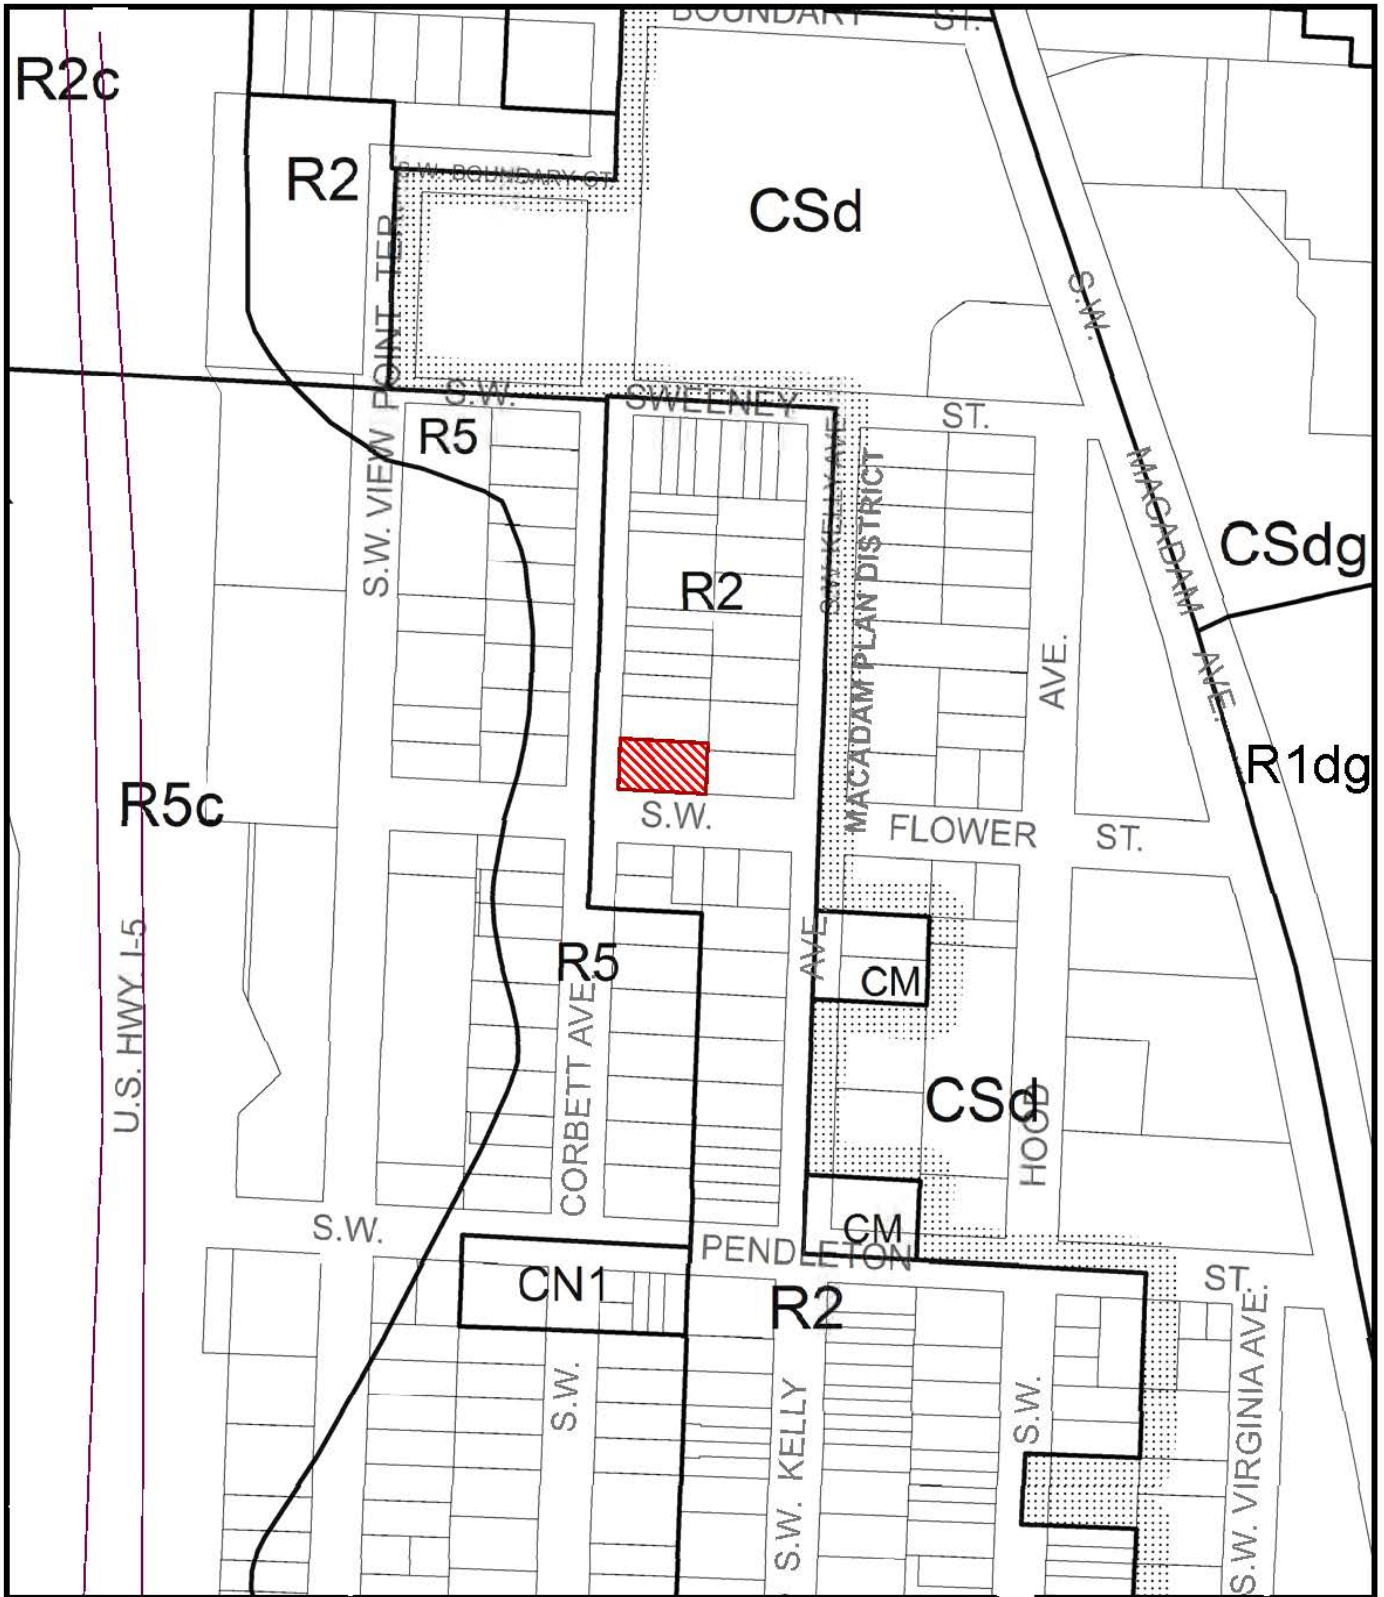 BOUNDARY ST.
R2c
R2
S.W. BOUNDARY CT.
CSd
S.W. VIEW POINT TER.
S.W. MACADAM AVE.
S.W. SWEENEY ST.
R5
R2
S.W. KELLY AVE
MACADAM PLAN DISTRICT
CSdg
AVE.
R1dg
R5c
S.W. FLOWER ST.
U.S. HWY I-5
R5
AVE
CM
CORBETT AVE.
CSd
HOOD
CM
S.W. PENDLETON ST.
CN1
R2
S.W.
S.W. KELLY
S.W.
S.W. VIRGINIA AVE.